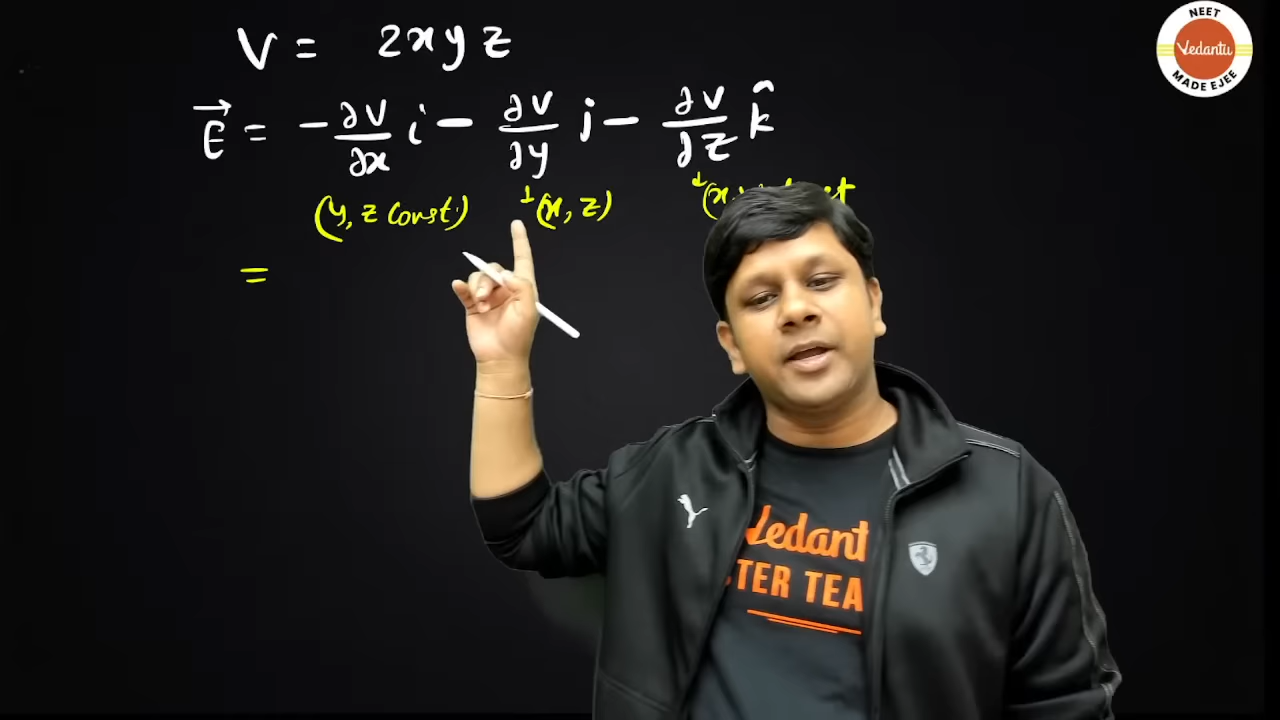 V = 2xyz
NEET
Vedantu
MADE EJEE
E⃗ = - ∂V/∂x i - ∂V/∂y j - ∂V/∂z k̂
(y, z const.) ↓(x, z) ↓(x,
=
Vedant
TER TEA